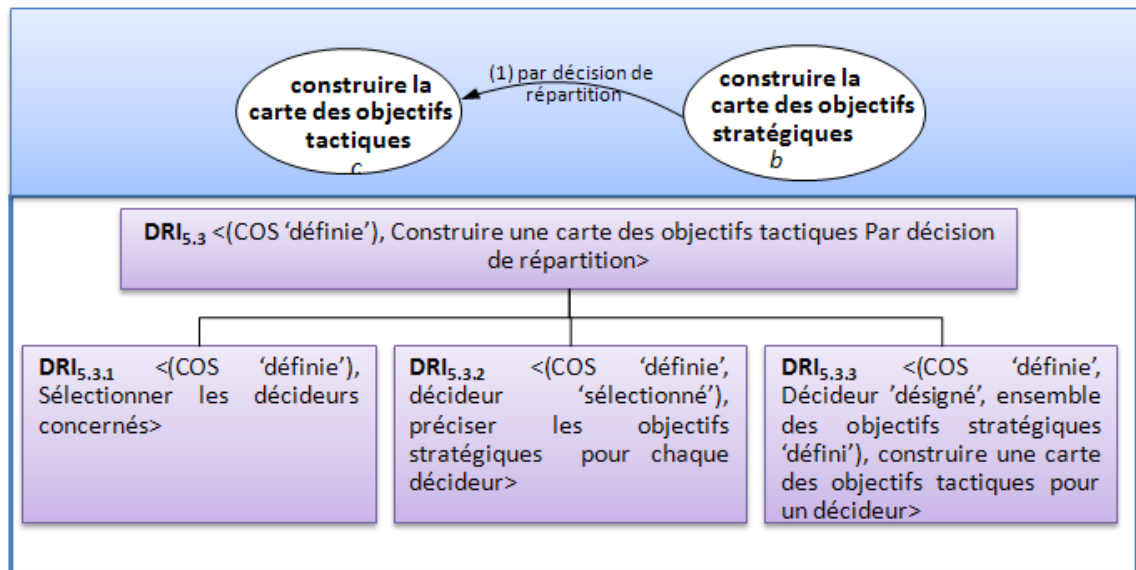 construire la
carte des objectifs
tactiques
c
(1) par décision de
répartition
construire la
carte des objectifs
stratégiques
b
DRI5.3 <(COS ‘définie’), Construire une carte des objectifs tactiques Par décision
de répartition>
DRI5.3.1 <(COS ‘définie’),
Sélectionner les décideurs
concernés>
DRI5.3.2 <(COS ‘définie’,
décideur ‘sélectionné’),
préciser les objectifs
stratégiques pour chaque
décideur>
DRI5.3.3 <(COS ‘définie’,
Décideur ’désigné’, ensemble
des objectifs stratégiques
‘défini’), construire une carte
des objectifs tactiques pour
un décideur>